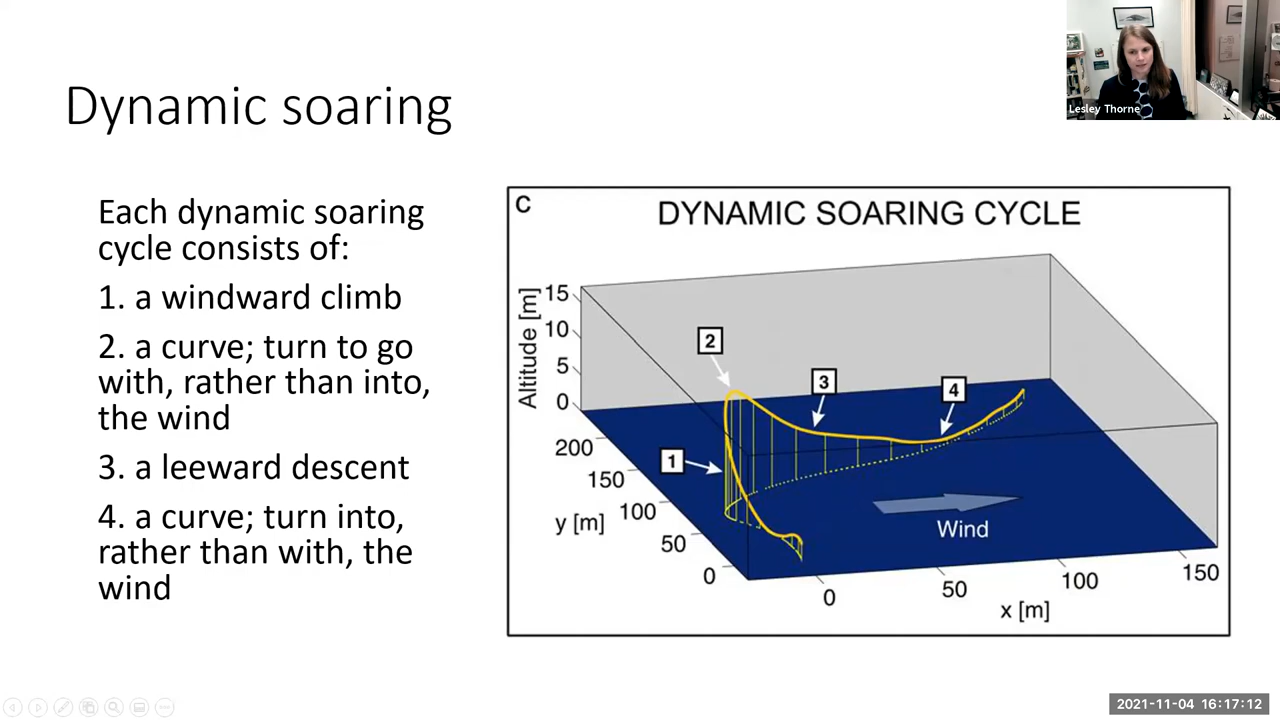 Lesley Thorne
Dynamic soaring
Each dynamic soaring
cycle consists of:
1. a windward climb
2. a curve; turn to go
with, rather than into,
the wind
3. a leeward descent
4. a curve; turn into,
rather than with, the
wind
C
DYNAMIC SOARING CYCLE
Altitude [m]
15
10
5
0
200
150
100
50
0
y [m]
0
50
100
150
x [m]
1
2
3
4
Wind
2021-11-04 16:17:12